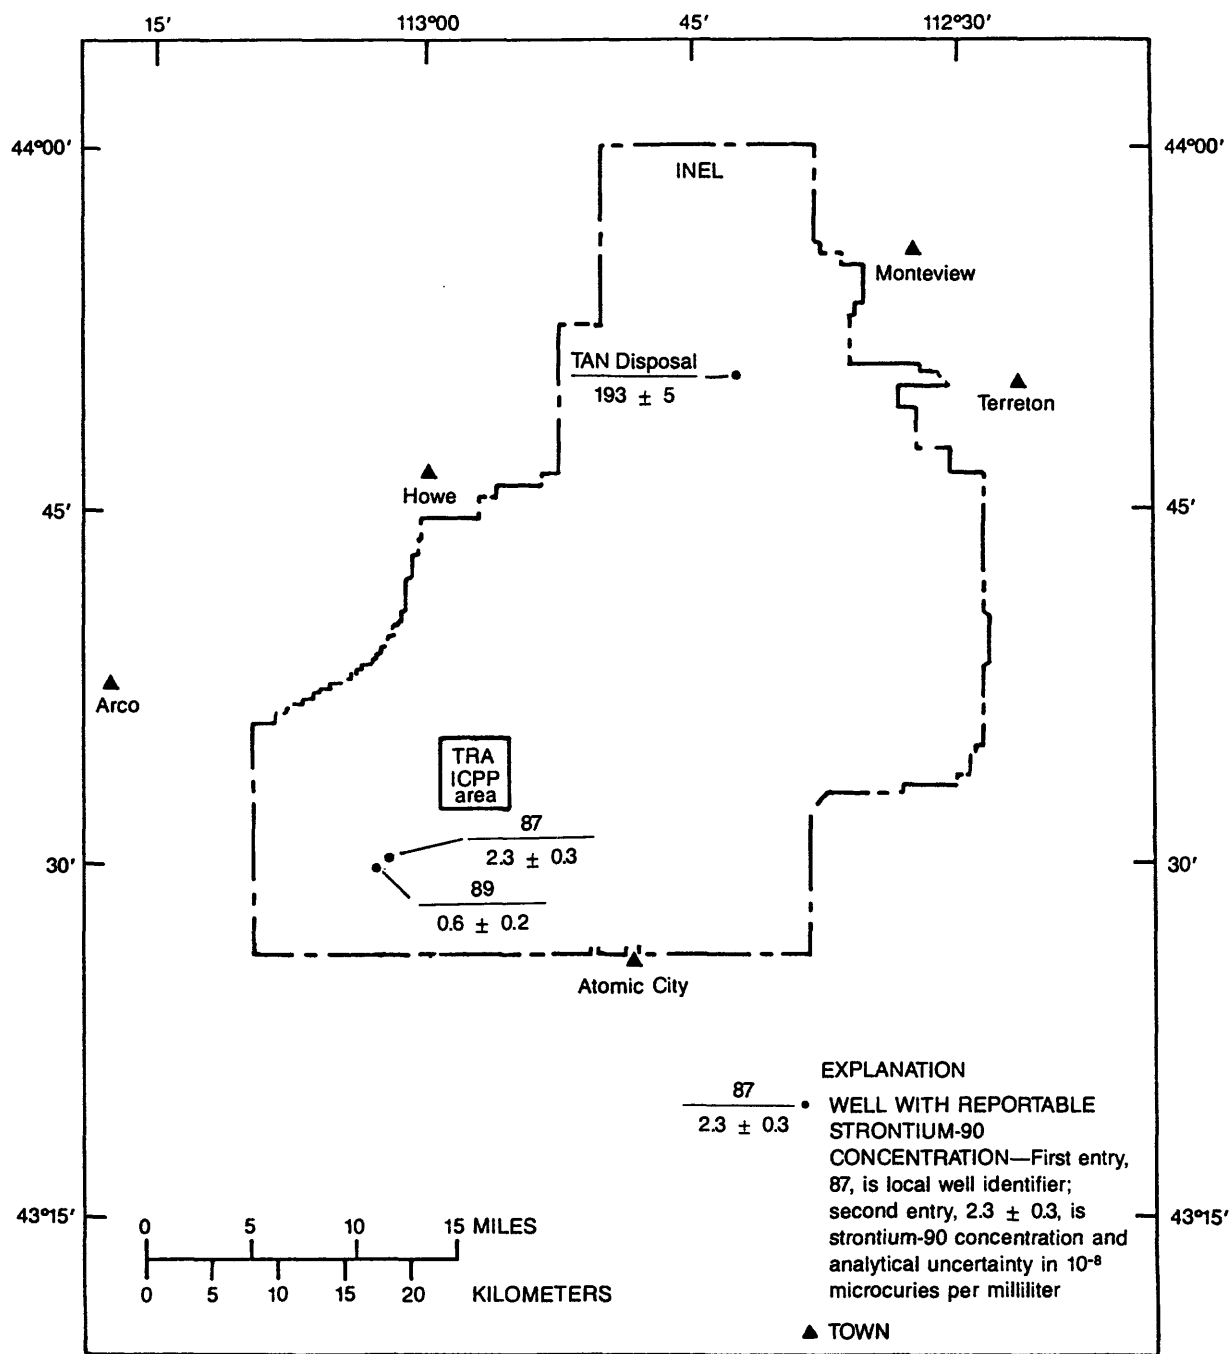 15′ 113°00 45′ 112°30′
44°00′ 44°00′
INEL
Monteview
TAN Disposal
193 ± 5
Terreton
Howe
45′ 45′
Arco
TRA
ICPP
area
87
2.3 ± 0.3
30′ 30′
89
0.6 ± 0.2
Atomic City
EXPLANATION
87
2.3 ± 0.3
WELL WITH REPORTABLE
STRONTIUM-90
CONCENTRATION—First entry,
87, is local well identifier;
second entry, 2.3 ± 0.3, is
strontium-90 concentration and
analytical uncertainty in 10⁻⁸
microcuries per milliliter
TOWN
43°15′ 43°15′
0 5 10 15 MILES
0 5 10 15 20 KILOMETERS